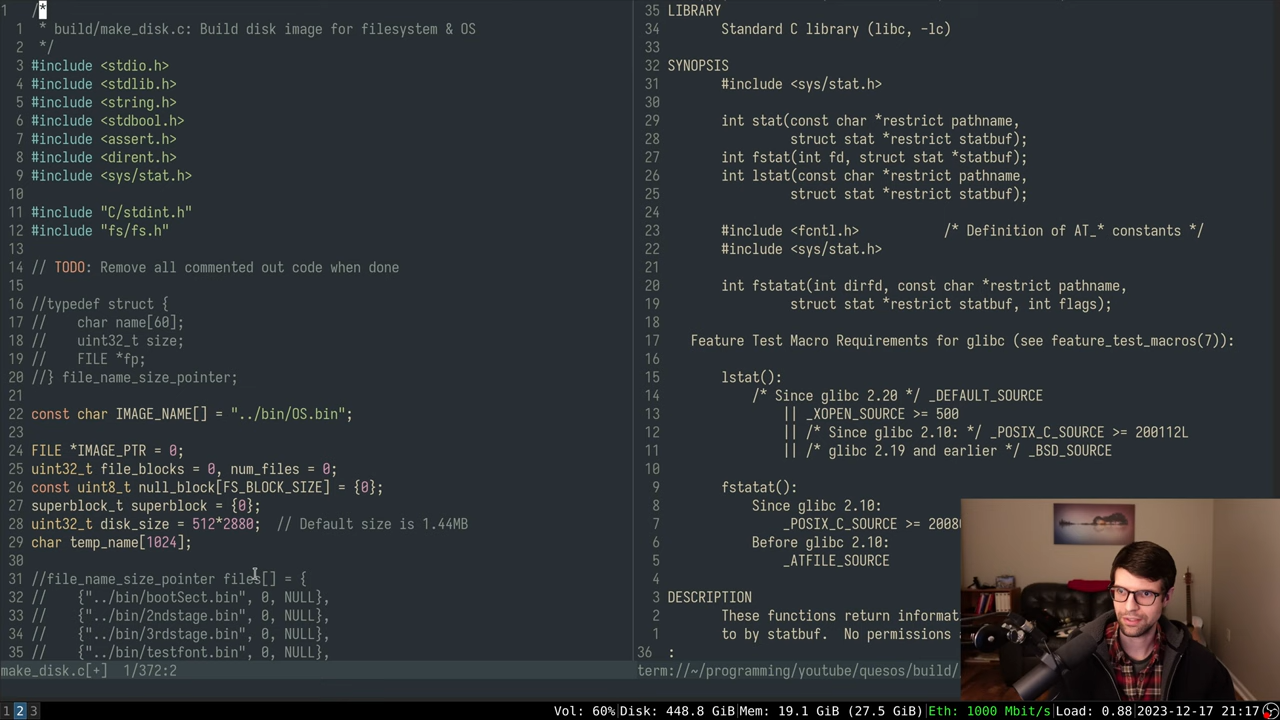 1 /*
1 * build/make_disk.c: Build disk image for filesystem & OS
2 */
3 #include <stdio.h>
4 #include <stdlib.h>
5 #include <string.h>
6 #include <stdbool.h>
7 #include <assert.h>
8 #include <dirent.h>
9 #include <sys/stat.h>
10
11 #include "C/stdint.h"
12 #include "fs/fs.h"
13
14 // TODO: Remove all commented out code when done
15
16 //typedef struct {
17 //    char name[60];
18 //    uint32_t size;
19 //    FILE *fp;
20 //} file_name_size_pointer;
21
22 const char IMAGE_NAME[] = "../bin/OS.bin";
23
24 FILE *IMAGE_PTR = 0;
25 uint32_t file_blocks = 0, num_files = 0;
26 const uint8_t null_block[FS_BLOCK_SIZE] = {0};
27 superblock_t superblock = {0};
28 uint32_t disk_size = 512*2880;  // Default size is 1.44MB
29 char temp_name[1024];
30
31 //file_name_size_pointer files[] = {
32 //    {"../bin/bootSect.bin", 0, NULL},
33 //    {"../bin/2ndstage.bin", 0, NULL},
34 //    {"../bin/3rdstage.bin", 0, NULL},
35 //    {"../bin/testfont.bin", 0, NULL},
make_disk.c[+]  1/372:2
35 LIBRARY
34        Standard C library (libc, -lc)
33
32 SYNOPSIS
31        #include <sys/stat.h>
30
29        int stat(const char *restrict pathname,
28                 struct stat *restrict statbuf);
27        int fstat(int fd, struct stat *statbuf);
26        int lstat(const char *restrict pathname,
25                 struct stat *restrict statbuf);
24
23        #include <fcntl.h>           /* Definition of AT_* constants */
22        #include <sys/stat.h>
21
20        int fstatat(int dirfd, const char *restrict pathname,
19                 struct stat *restrict statbuf, int flags);
18
17    Feature Test Macro Requirements for glibc (see feature_test_macros(7)):
16
15        lstat():
14            /* Since glibc 2.20 */ _DEFAULT_SOURCE
13                || _XOPEN_SOURCE >= 500
12                || /* Since glibc 2.10: */ _POSIX_C_SOURCE >= 200112L
11                || /* glibc 2.19 and earlier */ _BSD_SOURCE
10
9        fstatat():
8            Since glibc 2.10:
7                _POSIX_C_SOURCE >= 2008
6            Before glibc 2.10:
5                _ATFILE_SOURCE
4
3 DESCRIPTION
2        These functions return informat
1        to by statbuf.  No permissions
36 :
term://~/programming/youtube/quesos/build/
1 2 3
Vol: 60%|Disk: 448.8 GiB|Mem: 19.1 GiB (27.5 GiB)|Eth: 1000 Mbit/s|Load: 0.88|2023-12-17 21:17